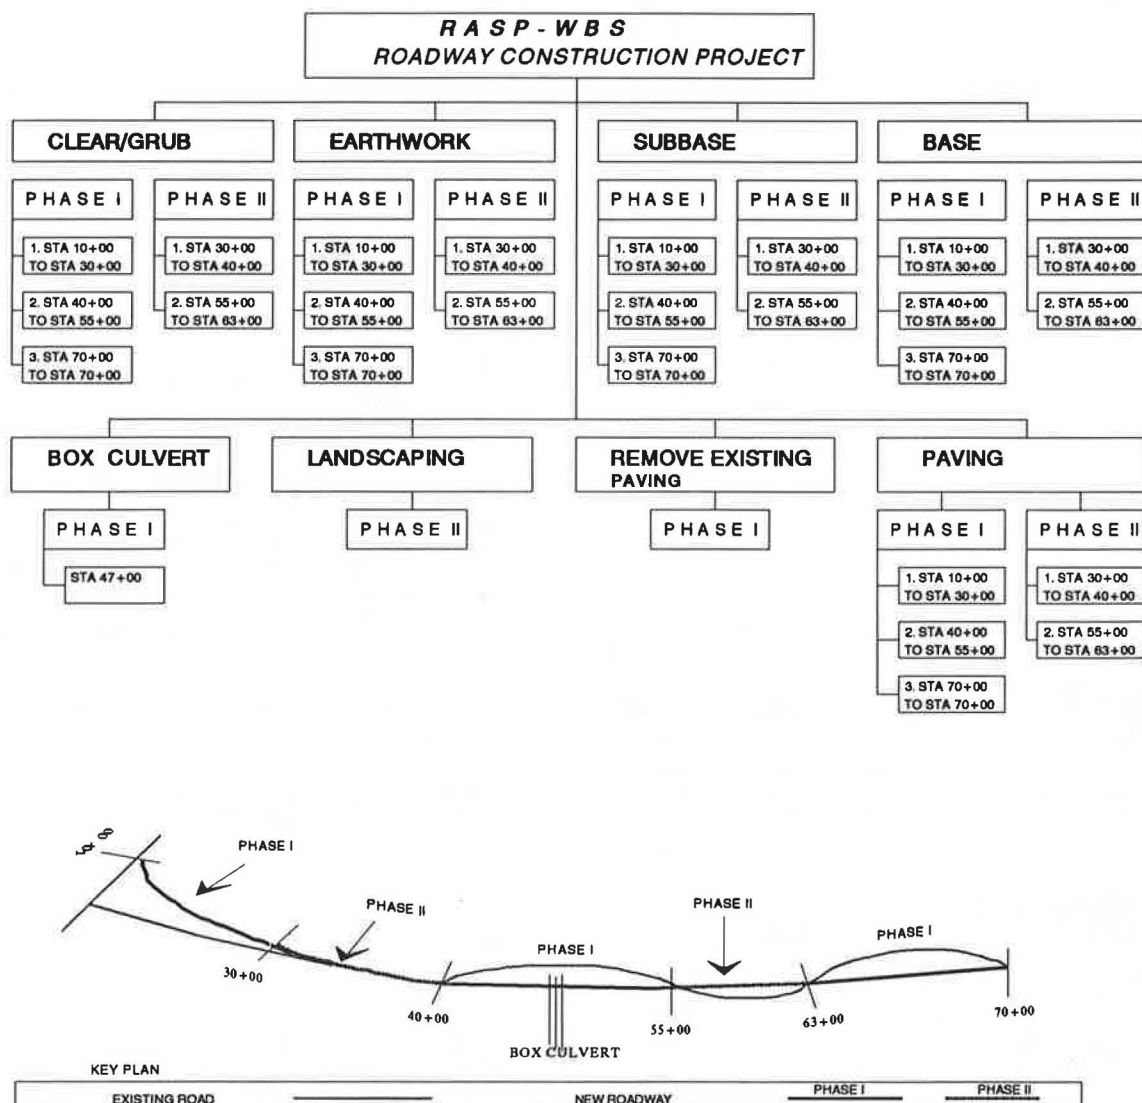 RASP-WBS
ROADWAY CONSTRUCTION PROJECT
CLEAR/GRUB
PHASE I
1. STA 10+00
TO STA 30+00
2. STA 40+00
TO STA 55+00
3. STA 70+00
TO STA 70+00
PHASE II
1. STA 30+00
TO STA 40+00
2. STA 55+00
TO STA 63+00
EARTHWORK
PHASE I
1. STA 10+00
TO STA 30+00
2. STA 40+00
TO STA 55+00
3. STA 70+00
TO STA 70+00
PHASE II
1. STA 30+00
TO STA 40+00
2. STA 55+00
TO STA 63+00
SUBBASE
PHASE I
1. STA 10+00
TO STA 30+00
2. STA 40+00
TO STA 55+00
3. STA 70+00
TO STA 70+00
PHASE II
1. STA 30+00
TO STA 40+00
2. STA 55+00
TO STA 63+00
BASE
PHASE I
1. STA 10+00
TO STA 30+00
2. STA 40+00
TO STA 55+00
3. STA 70+00
TO STA 70+00
PHASE II
1. STA 30+00
TO STA 40+00
2. STA 55+00
TO STA 63+00
BOX CULVERT
PHASE I
STA 47+00
LANDSCAPING
PHASE II
REMOVE EXISTING
PAVING
PHASE I
PAVING
PHASE I
1. STA 10+00
TO STA 30+00
2. STA 40+00
TO STA 55+00
3. STA 70+00
TO STA 70+00
PHASE II
1. STA 30+00
TO STA 40+00
2. STA 55+00
TO STA 63+00
PHASE I
PHASE II
PHASE I
PHASE II
PHASE I
30+00
40+00
55+00
63+00
70+00
BOX CULVERT
KEY PLAN
EXISTING ROAD
NEW ROADWAY
PHASE I
PHASE II